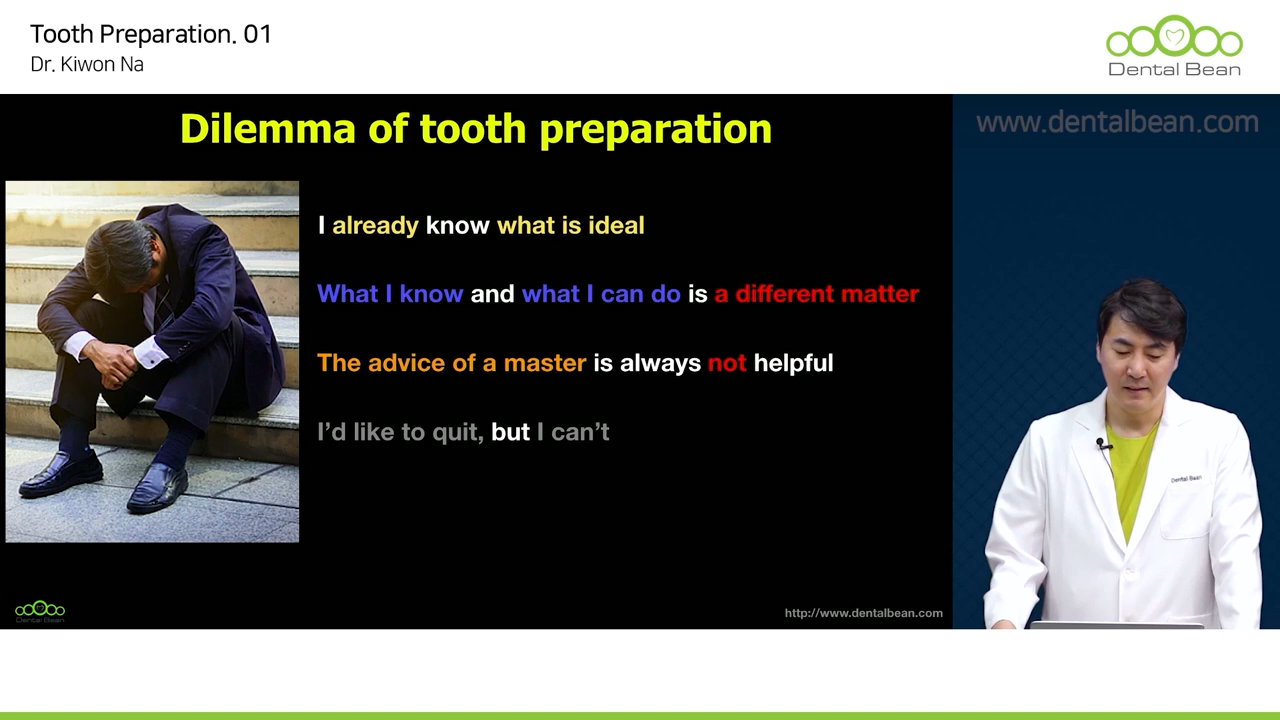 Tooth Preparation. 01
Dr. Kiwon Na
Dental Bean
www.dentalbean.com
Dilemma of tooth preparation
I already know what is ideal
What I know and what I can do is a different matter
The advice of a master is always not helpful
I'd like to quit, but I can't
Dental Bean
Dental Bean
http://www.dentalbean.com